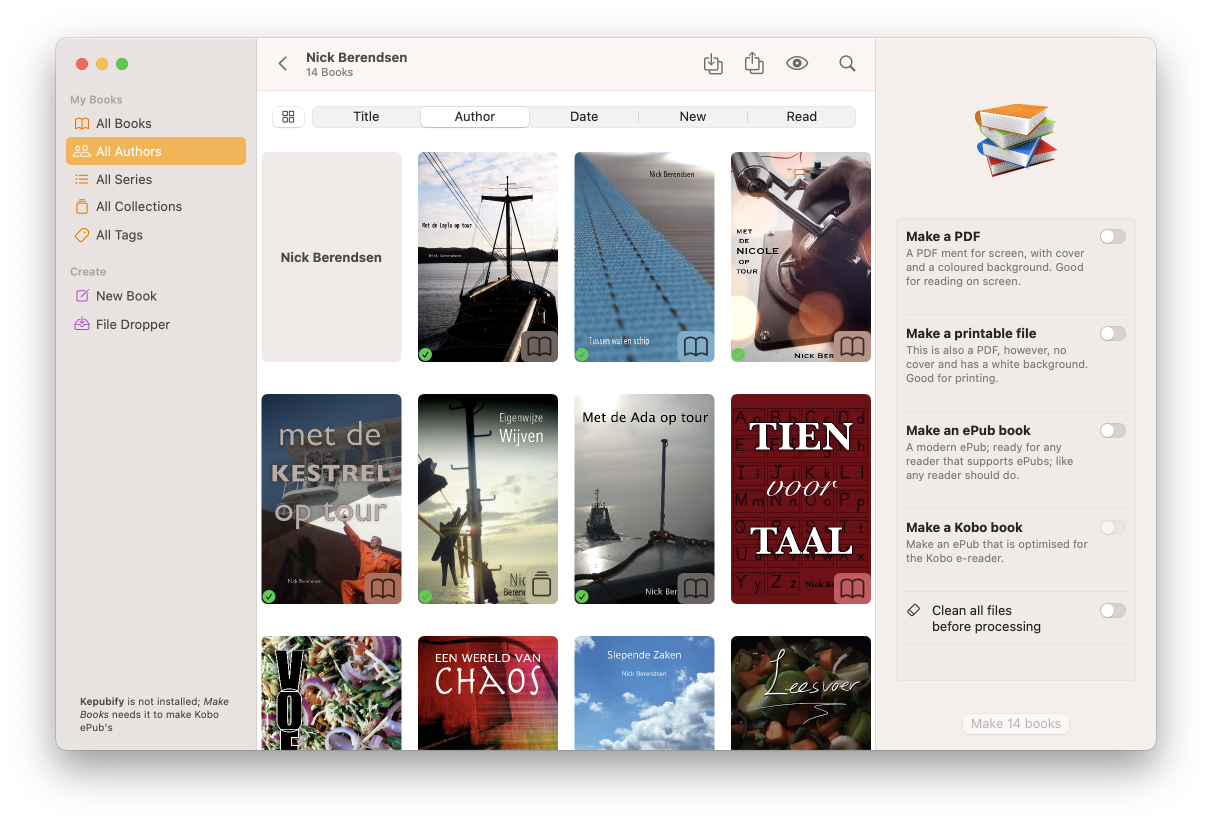 My Books
All Books
All Authors
All Series
All Collections
All Tags
Create
New Book
File Dropper
Kepubify is not installed; Make
Books needs it to make Kobo
ePub's
Nick Berendsen
14 Books
Title
Author
Date
New
Read
Nick Berendsen
Met de Loyla op tour
Nick Berendsen
Nick Berendsen
Tussen wal en schip
MET
DE
NICOLE
OP
TOUR
NICK BER
met de
KESTREL
op tour
Nick Berendsen
Eigenwijze
Wijven
Nic
Berend
Met de Ada op tour
Nick Ber
TIEN
voor
TAAL
Nick B
EEN WERELD VAN
CHAOS
Slepende Zaken
Nick Berendsen
Leesvoer
Make a PDF
A PDF ment for screen, with cover
and a coloured background. Good
for reading on screen.
Make a printable file
This is also a PDF, however, no
cover and has a white background.
Good for printing.
Make an ePub book
A modern ePub; ready for any
reader that supports ePubs; like
any reader should do.
Make a Kobo book
Make an ePub that is optimised for
the Kobo e-reader.
Clean all files
before processing
Make 14 books